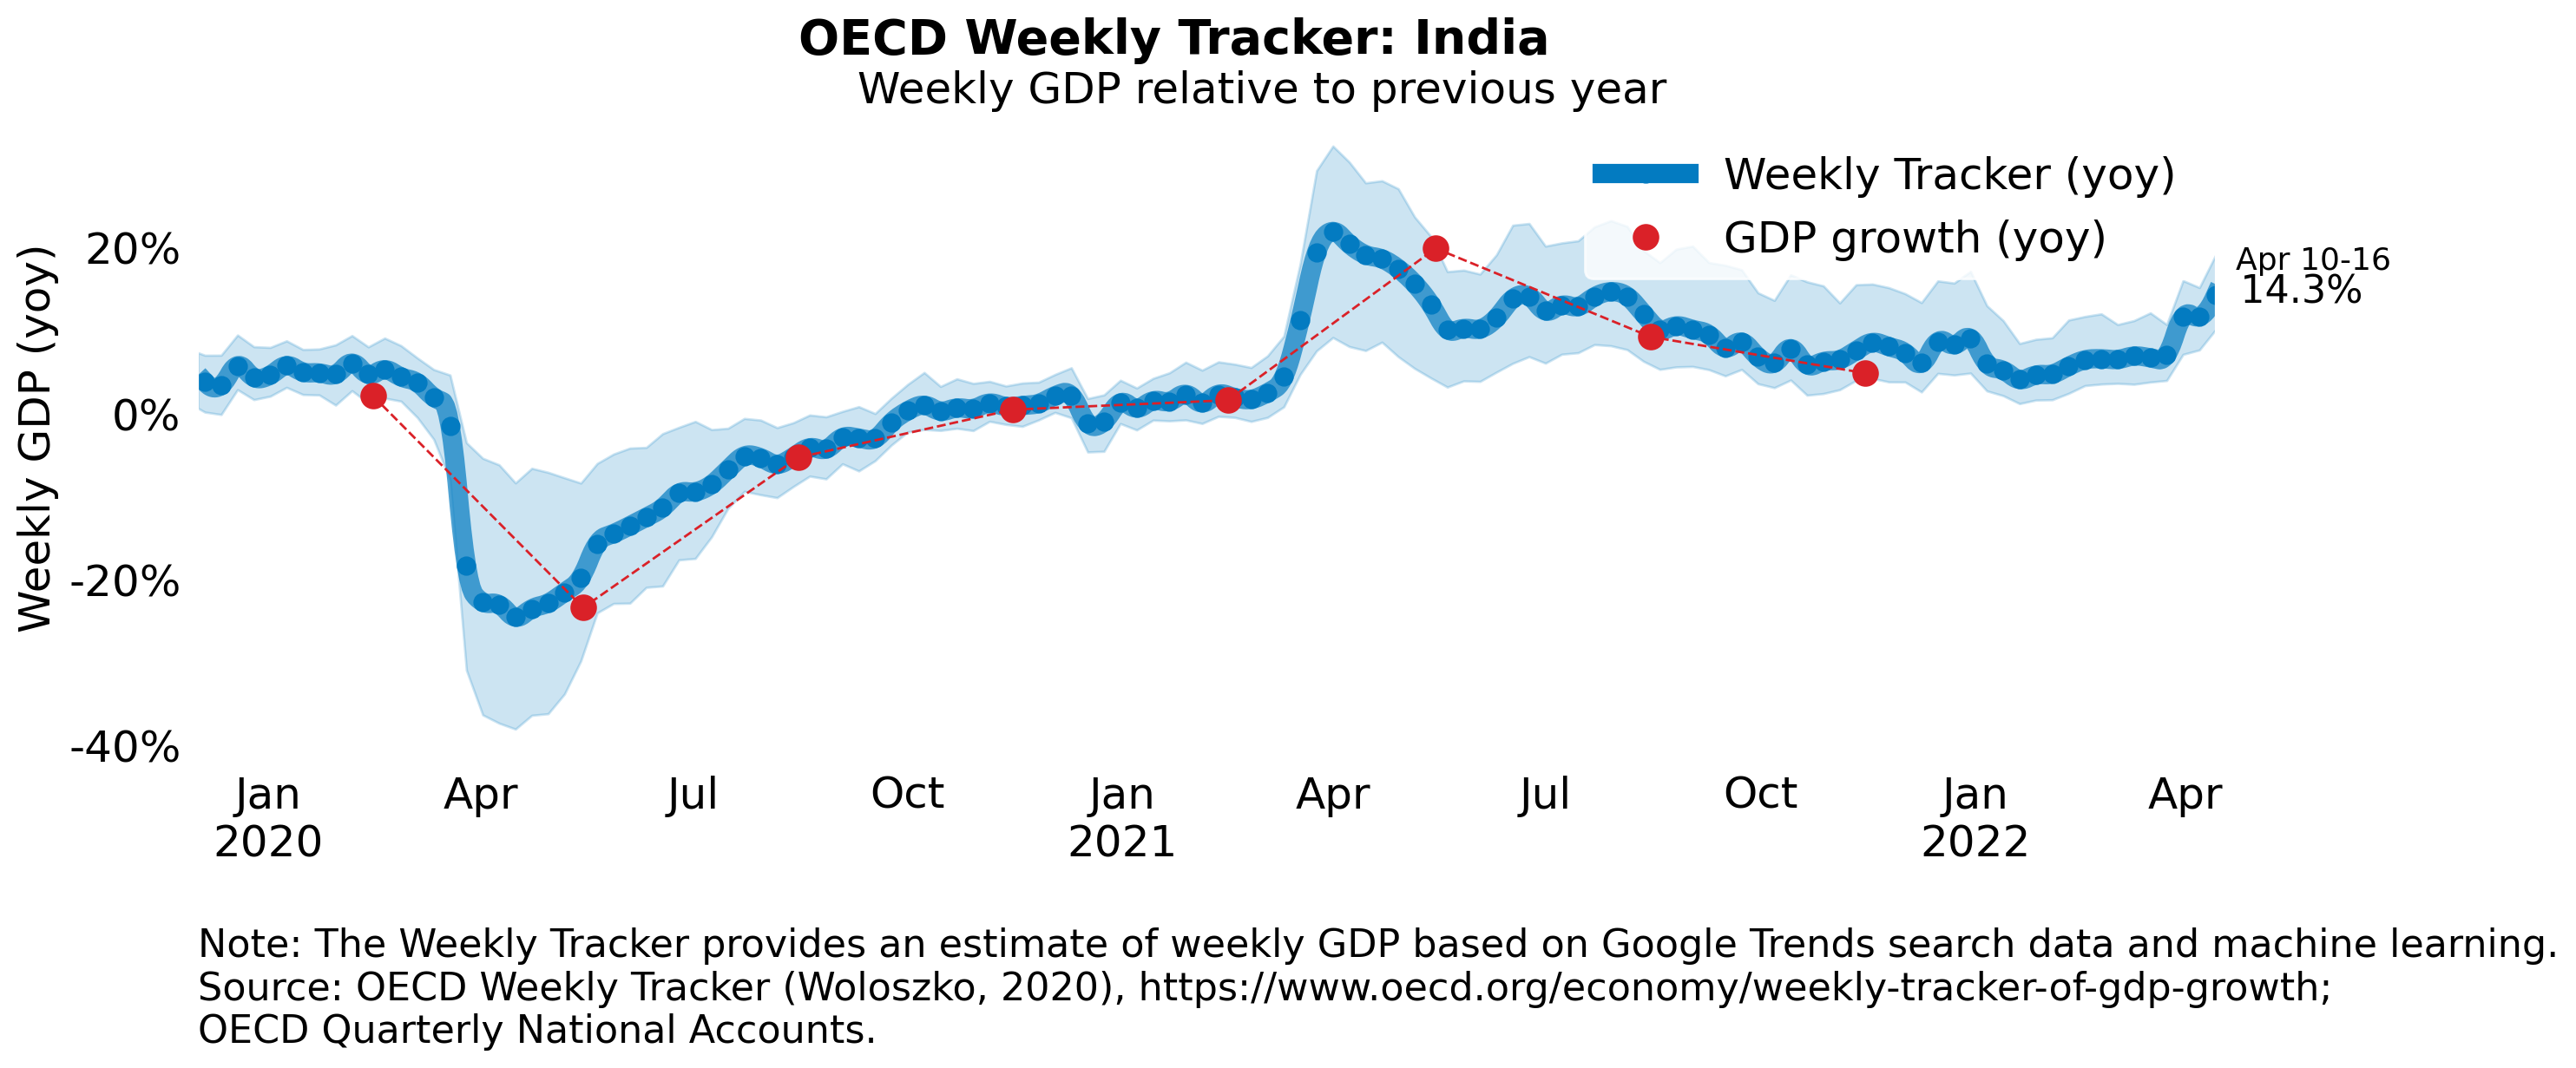 OECD Weekly Tracker: India
Weekly GDP relative to previous year
Weekly Tracker (yoy)
GDP growth (yoy)
Apr 10-16
14.3%
Weekly GDP (yoy)
20%
0%
-20%
-40%
Jan Apr Jul Oct Jan Apr Jul Oct Jan Apr
2020 2021 2022
Note: The Weekly Tracker provides an estimate of weekly GDP based on Google Trends search data and machine learning.
Source: OECD Weekly Tracker (Woloszko, 2020), https://www.oecd.org/economy/weekly-tracker-of-gdp-growth;
OECD Quarterly National Accounts.